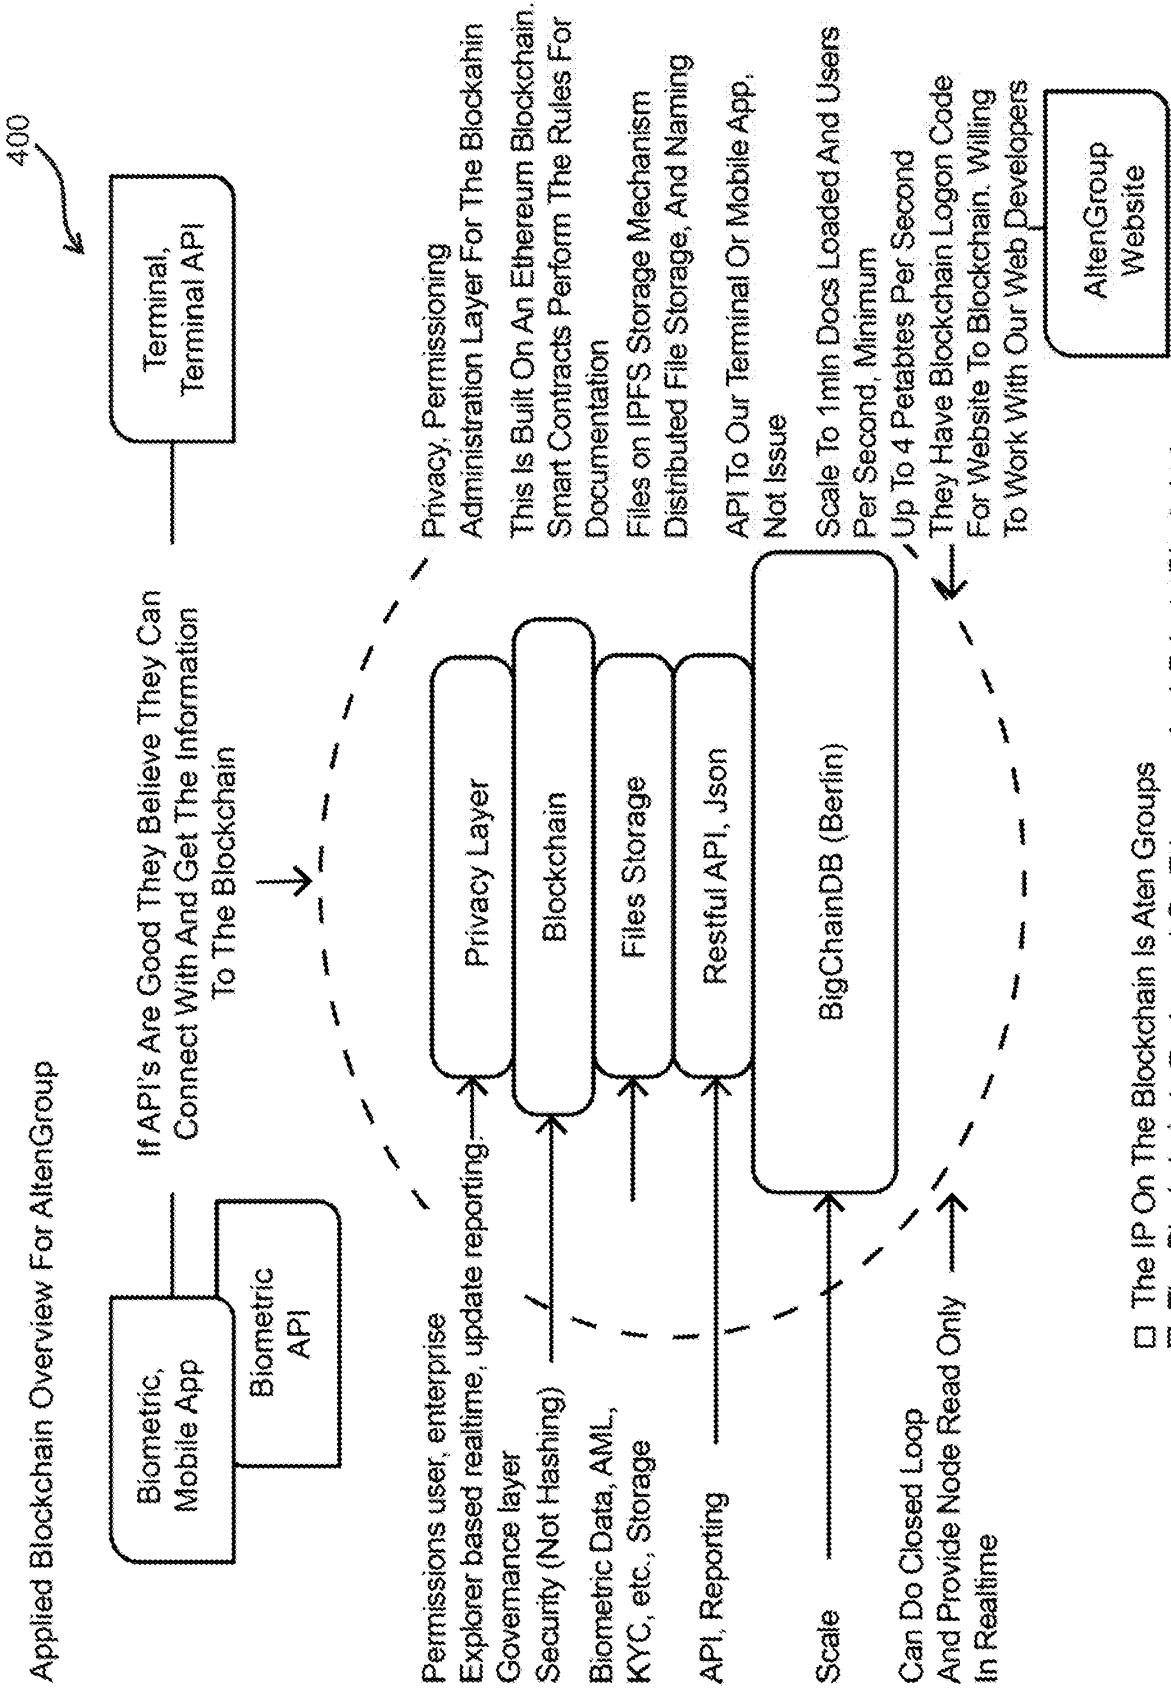 Applied Blockchain Overview For AltenGroup
400
Biometric,
Mobile App
Biometric
API
If API's Are Good They Believe They Can
Connect With And Get The Information
To The Blockchain
Terminal,
Terminal API
Permissions user, enterprise
Explorer based realtime, update reporting.
Governance layer
Security (Not Hashing)
Biometric Data, AML,
KYC, etc., Storage
API, Reporting
Scale
Can Do Closed Loop
And Provide Node Read Only
In Realtime
Privacy Layer
Blockchain
Files Storage
Restful API, Json
BigChainDB (Berlin)
Privacy, Permissioning
Administration Layer For The Blockahin
This Is Built On An Ethereum Blockchain.
Smart Contracts Perform The Rules For
Documentation
Files on IPFS Storage Mechanism
Distributed File Storage, And Naming
API To Our Terminal Or Mobile App,
Not Issue
Scale To 1mln Docs Loaded And Users
Per Second, Minimum
Up To 4 Petabtes Per Second
They Have Blockchain Logon Code
For Website To Blockchain. Willing
To Work With Our Web Developers
AltenGroup
Website
The IP On The Blockchain Is Aten Groups